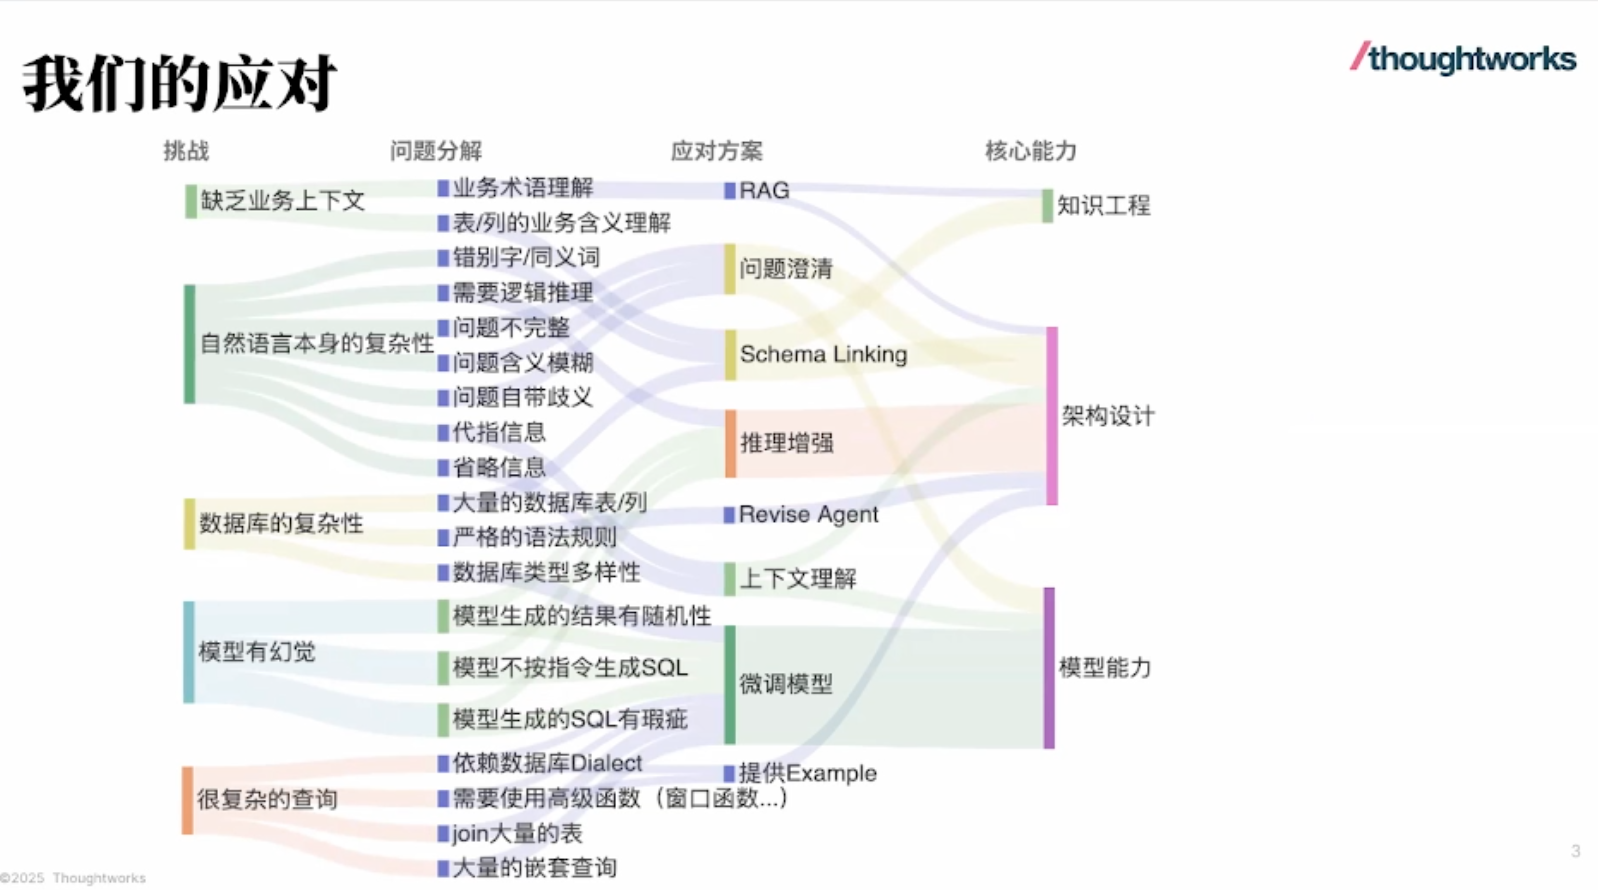 我们的应对
/thoughtworks
挑战
问题分解
应对方案
核心能力
缺乏业务上下文
自然语言本身的复杂性
数据库的复杂性
模型有幻觉
很复杂的查询
业务术语理解
表/列的业务含义理解
错别字/同义词
需要逻辑推理
问题不完整
问题含义模糊
问题自带歧义
代指信息
省略信息
大量的数据库表/列
严格的语法规则
数据库类型多样性
模型生成的结果有随机性
模型不按指令生成SQL
模型生成的SQL有瑕疵
依赖数据库Dialect
需要使用高级函数（窗口函数...）
join大量的表
大量的嵌套查询
RAG
问题澄清
Schema Linking
推理增强
Revise Agent
上下文理解
微调模型
提供Example
知识工程
架构设计
模型能力
©2025 Thoughtworks
3